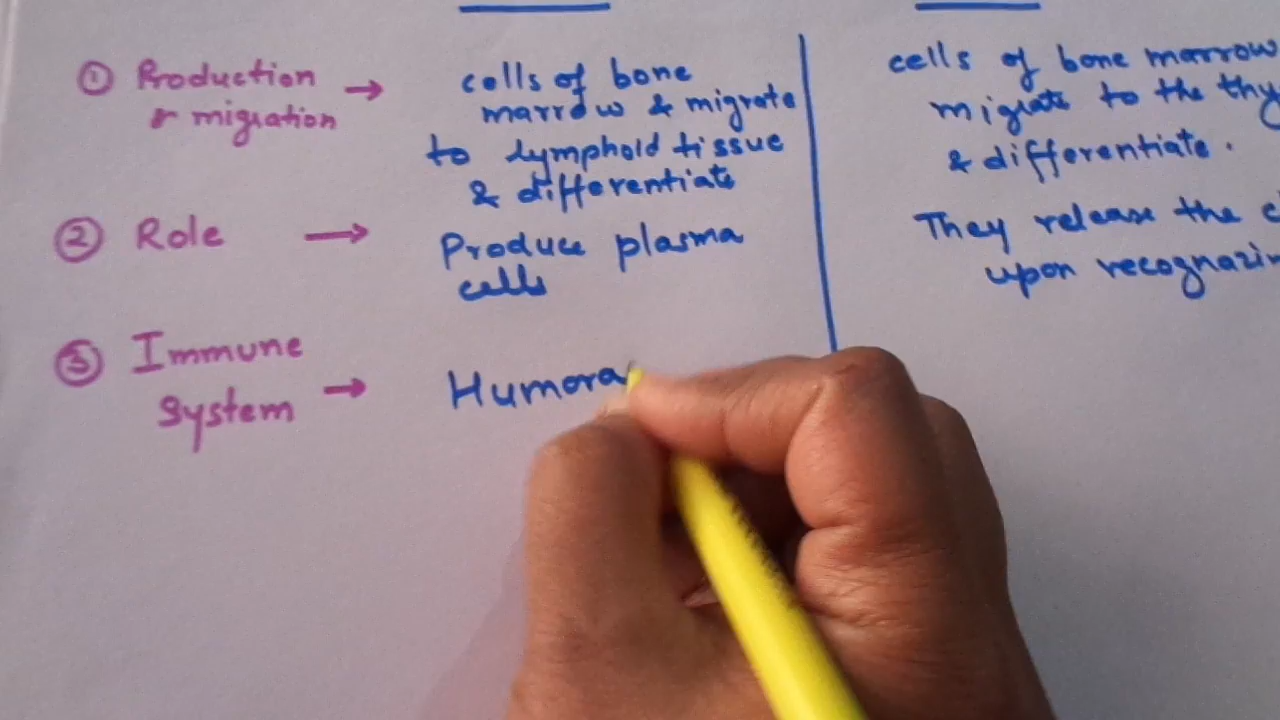 ① Production → cells of bone
& migration marrow & migrate
to lymphoid tissue
& differentiate
② Role → Produce plasma
cells
③ Immune
System → Humora
cells of bone marrow
migrate to the thy
& differentiate.
They release the c
upon recognazin